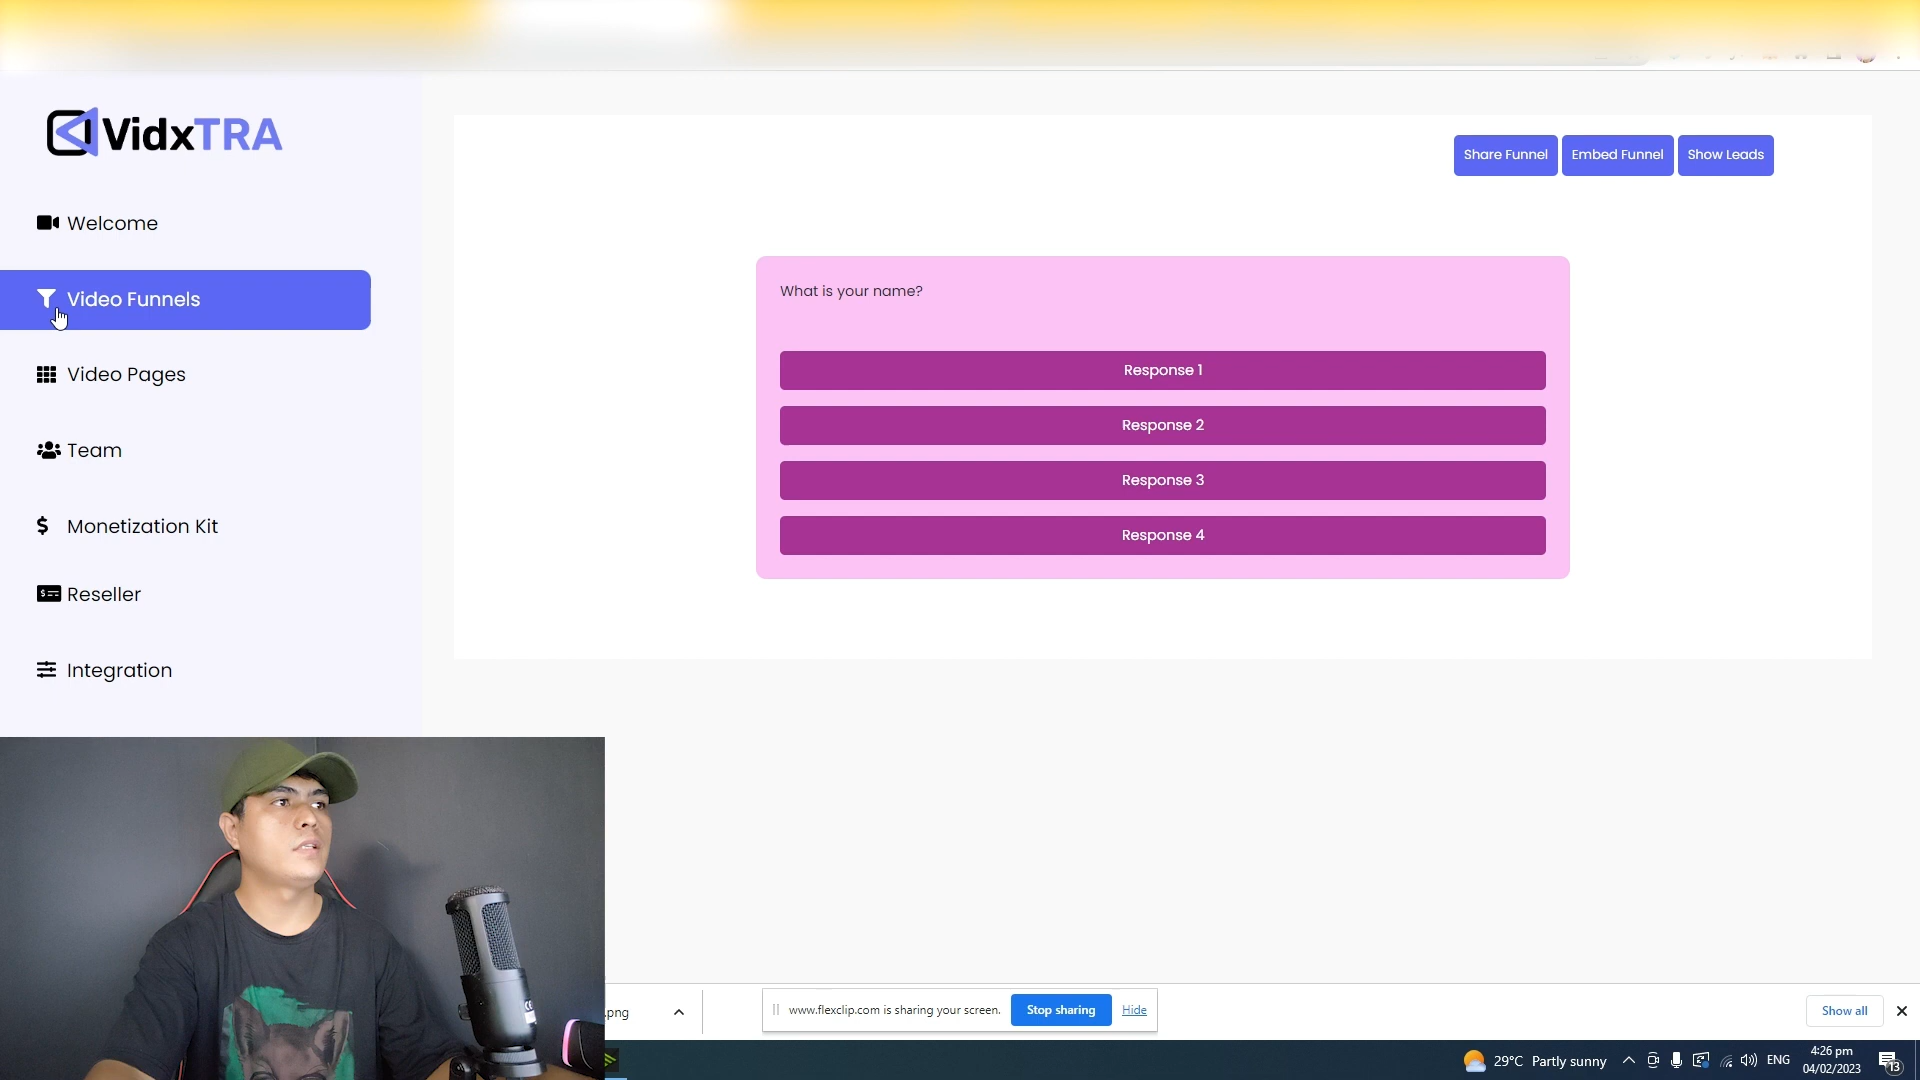 VidxTRA
Welcome
Video Funnels
Video Pages
Team
Monetization Kit
Reseller
Integration
Share Funnel
Embed Funnel
Show Leads
What is your name?
Response 1
Response 2
Response 3
Response 4
.png
www.flexclip.com is sharing your screen.
Stop sharing
Hide
Show all
29°C Partly sunny
ENG
4:26 pm
04/02/2023
13